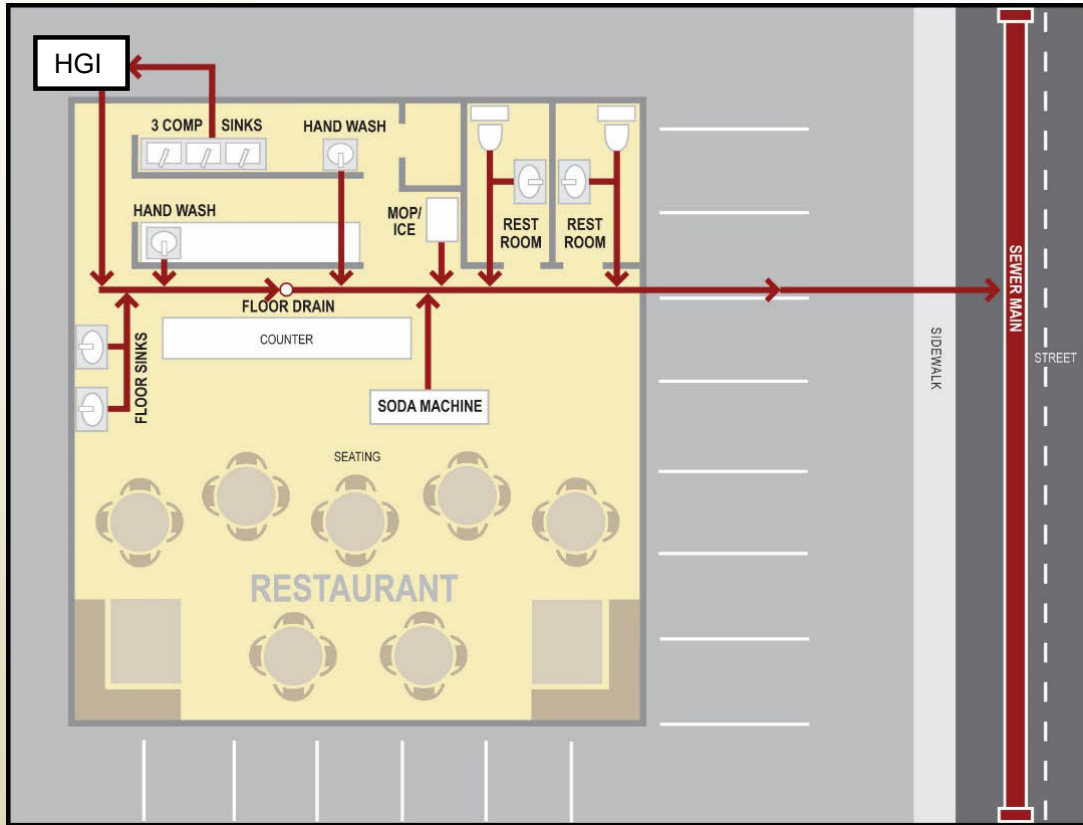 HGI
3 COMP SINKS
HAND WASH
HAND WASH
MOP/
ICE
REST
ROOM
REST
ROOM
FLOOR DRAIN
COUNTER
FLOOR SINKS
SODA MACHINE
SEATING
RESTAURANT
SIDEWALK
SEWER MAIN
STREET